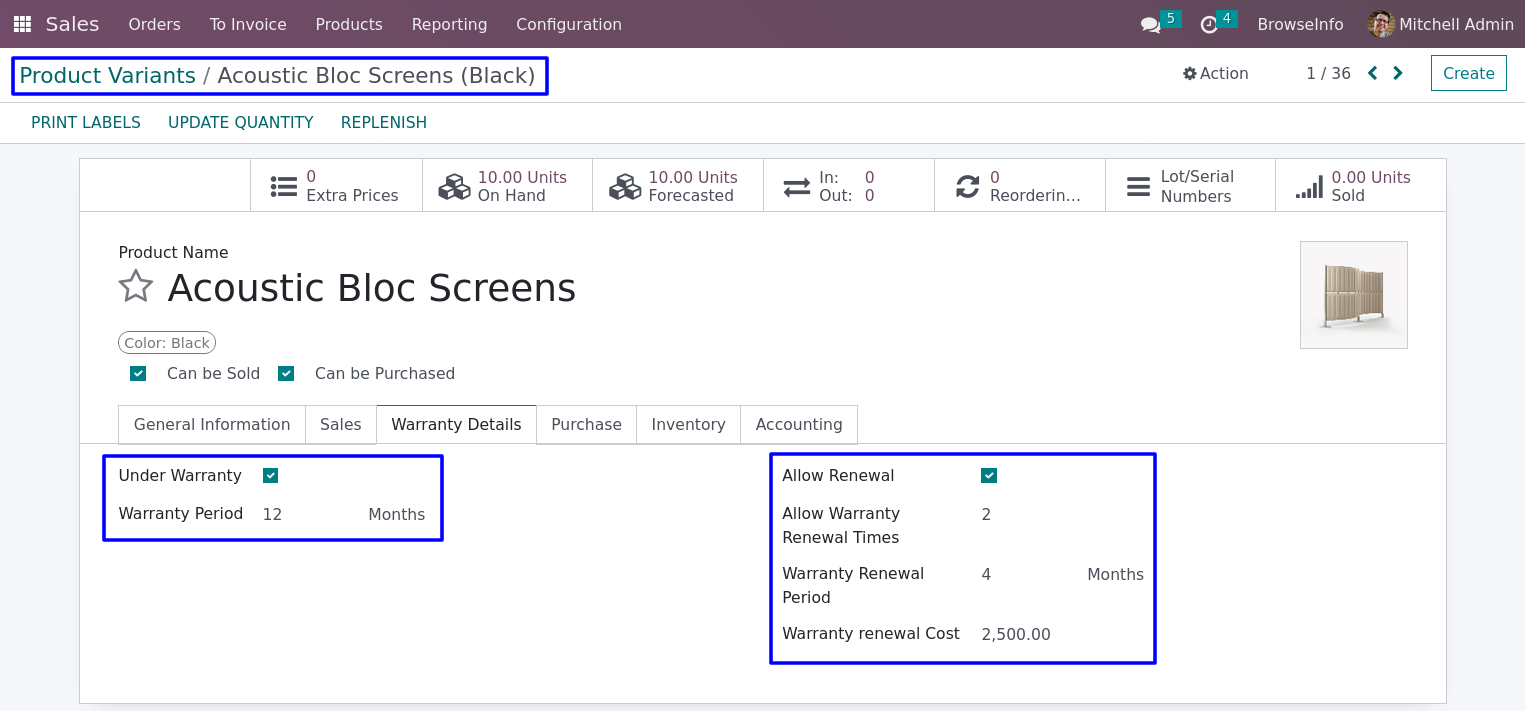 Sales Orders To Invoice Products Reporting Configuration 5 4 BrowseInfo Mitchell Admin
Product Variants / Acoustic Bloc Screens (Black) Action 1 / 36 Create
PRINT LABELS UPDATE QUANTITY REPLENISH
0
Extra Prices
10.00 Units
On Hand
10.00 Units
Forecasted
In: 0
Out: 0
0
Reorderin...
Lot/Serial
Numbers
0.00 Units
Sold
Product Name
Acoustic Bloc Screens
Color: Black
Can be Sold Can be Purchased
General Information Sales Warranty Details Purchase Inventory Accounting
Under Warranty
Warranty Period 12 Months
Allow Renewal
Allow Warranty 2
Renewal Times
Warranty Renewal 4 Months
Period
Warranty renewal Cost 2,500.00